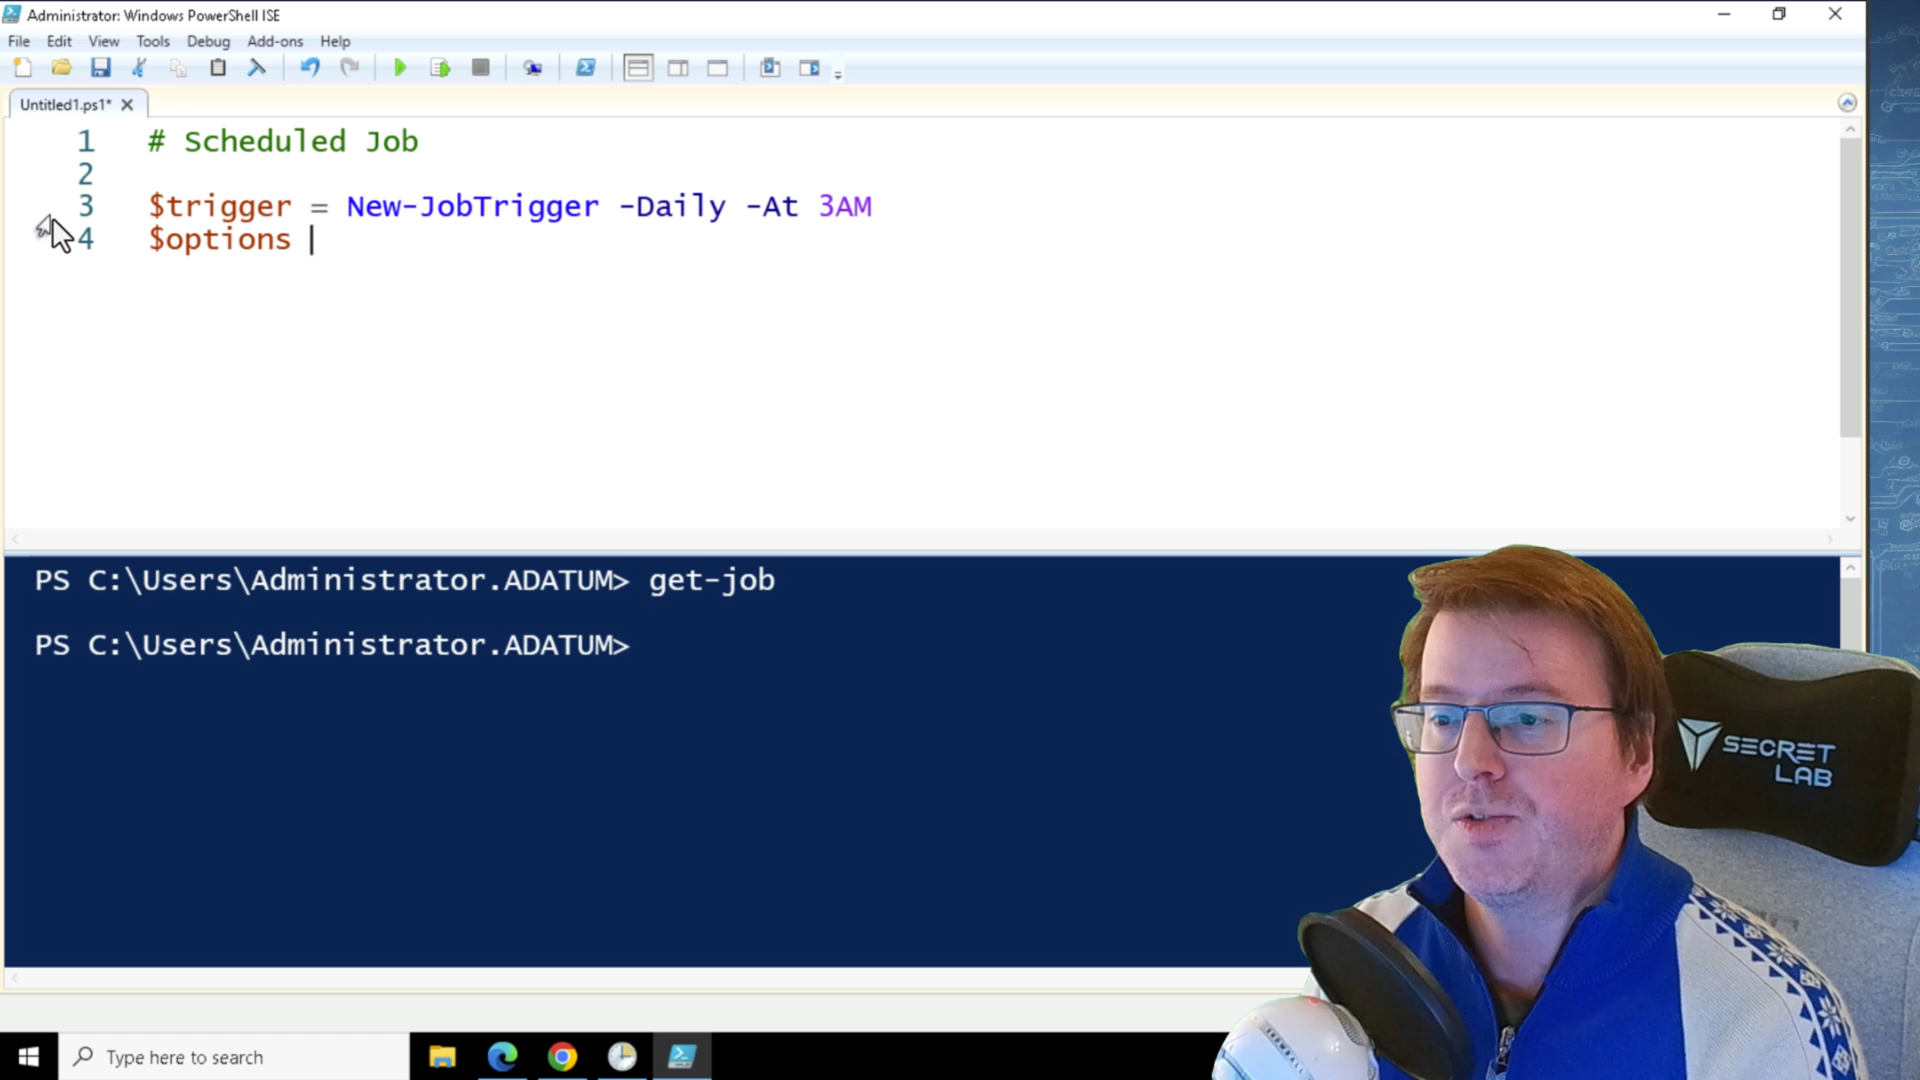 Administrator: Windows PowerShell ISE
File Edit View Tools Debug Add-ons Help
Untitled1.ps1*
1 # Scheduled Job
2
3 $trigger = New-JobTrigger -Daily -At 3AM
4 $options
PS C:\Users\Administrator.ADATUM> get-job
PS C:\Users\Administrator.ADATUM>
SECRET
LAB
Type here to search